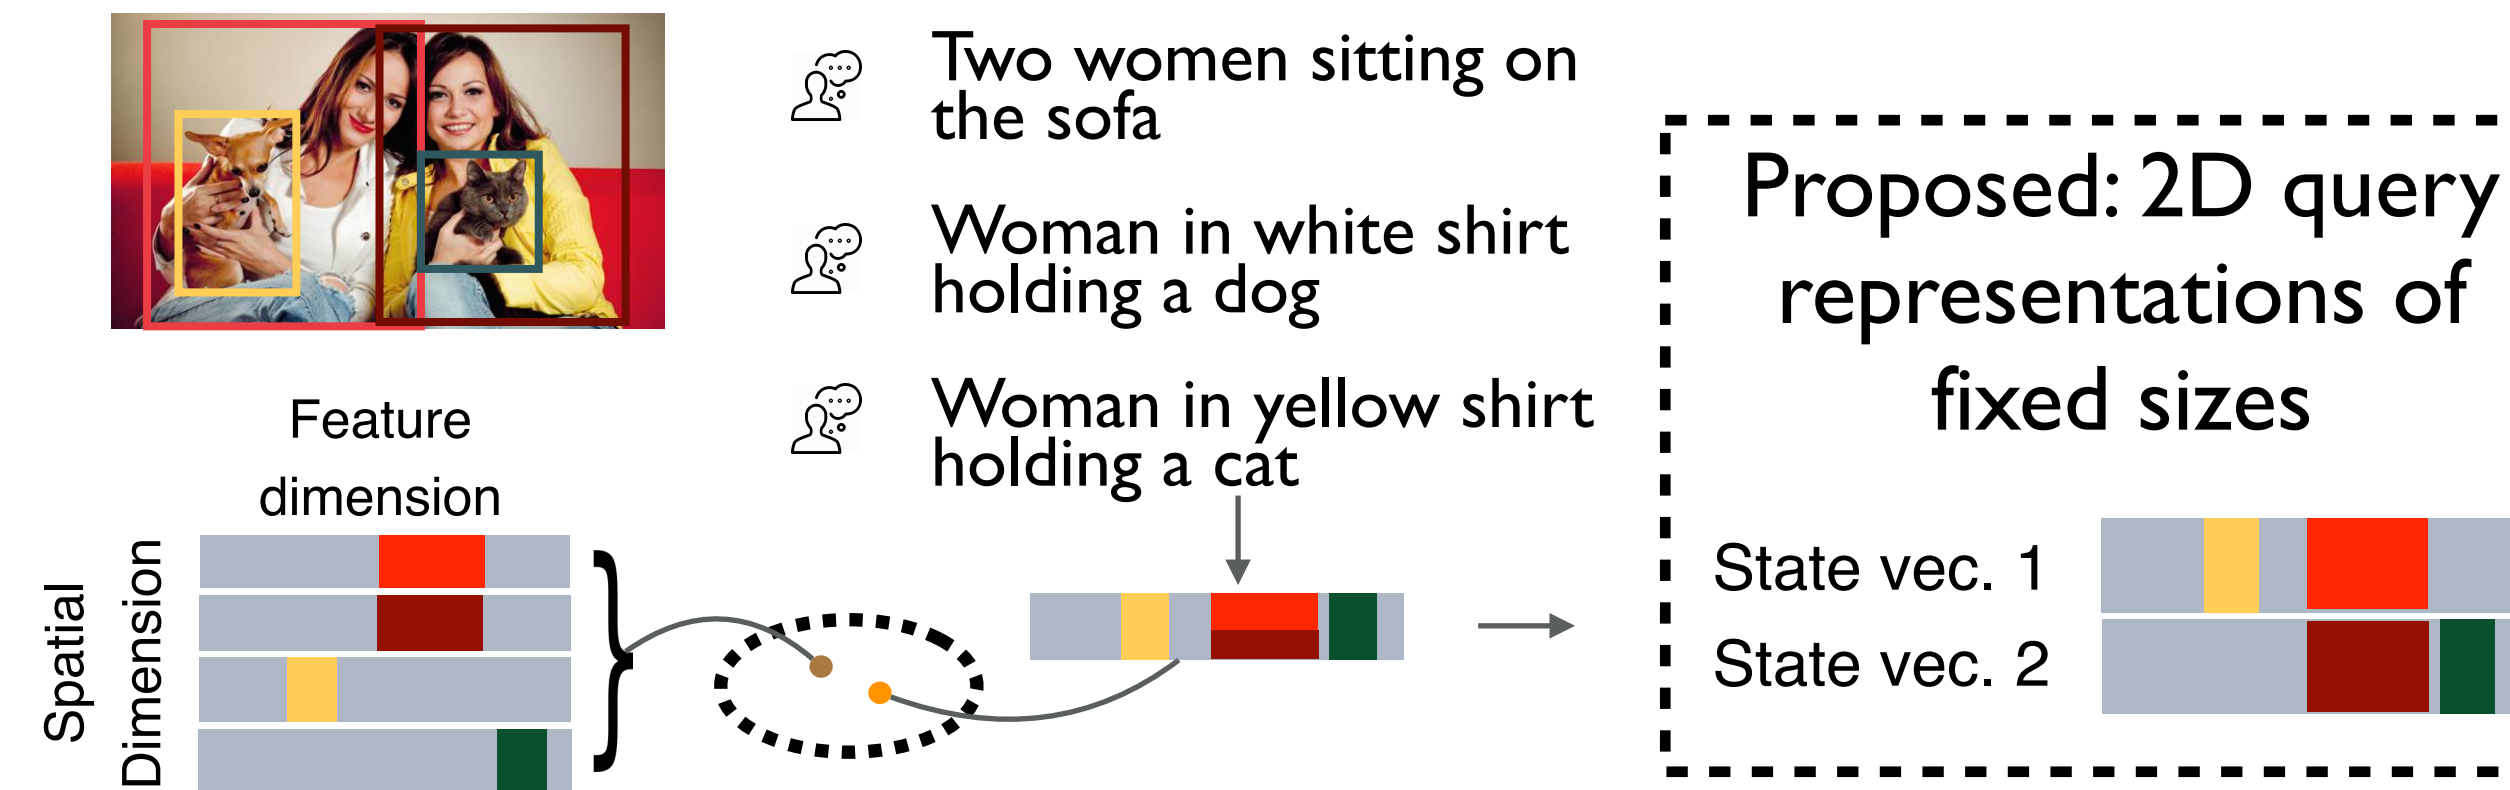 Two women sitting on
the sofa
Woman in white shirt
holding a dog
Woman in yellow shirt
holding a cat
Feature
dimension
Spatial
Dimension
Proposed: 2D query
representations of
fixed sizes
State vec. 1
State vec. 2